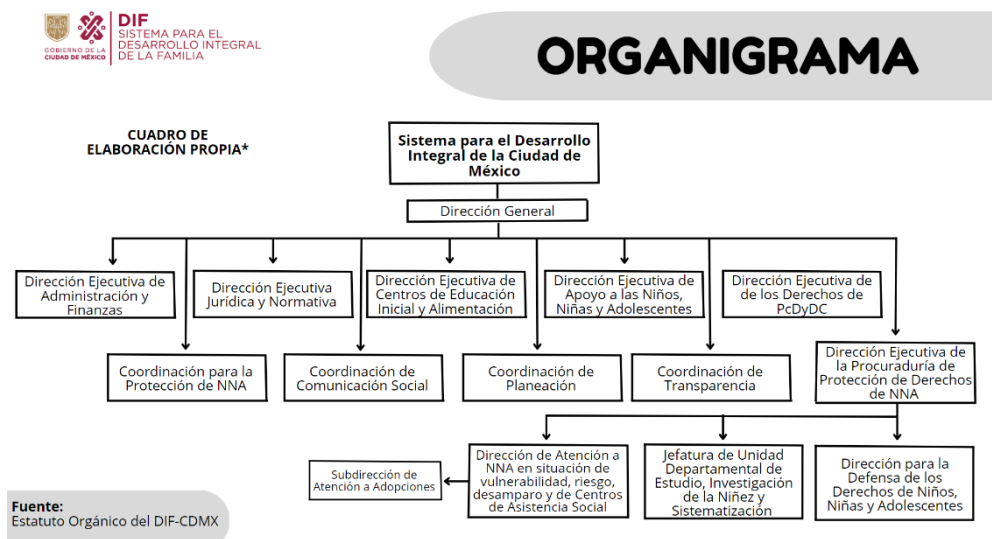 GOBIERNO DE LA
CIUDAD DE MÉXICO
DIF
SISTEMA PARA EL
DESARROLLO INTEGRAL
DE LA FAMILIA
ORGANIGRAMA
CUADRO DE
ELABORACIÓN PROPIA*
Sistema para el Desarrollo
Integral de la Ciudad de
México
Dirección General
Dirección Ejecutiva de
Administración y
Finanzas
Dirección Ejecutiva
Jurídica y Normativa
Dirección Ejecutiva de
Centros de Educación
Inicial y Alimentación
Dirección Ejecutiva de
Apoyo a las Niños,
Niñas y Adolescentes
Dirección Ejecutiva de
de los Derechos de
PcDyDC
Coordinación para la
Protección de NNA
Coordinación de
Comunicación Social
Coordinación de
Planeación
Coordinación de
Transparencia
Dirección Ejecutiva de
la Procuraduría de
Protección de Derechos
de NNA
Subdirección de
Atención a Adopciones
Dirección de Atención a
NNA en situación de
vulnerabilidad, riesgo,
desamparo y de Centros
de Asistencia Social
Jefatura de Unidad
Departamental de
Estudio, Investigación
de la Niñez y
Sistematización
Dirección para la
Defensa de los
Derechos de Niños,
Niñas y Adolescentes
Fuente:
Estatuto Orgánico del DIF-CDMX